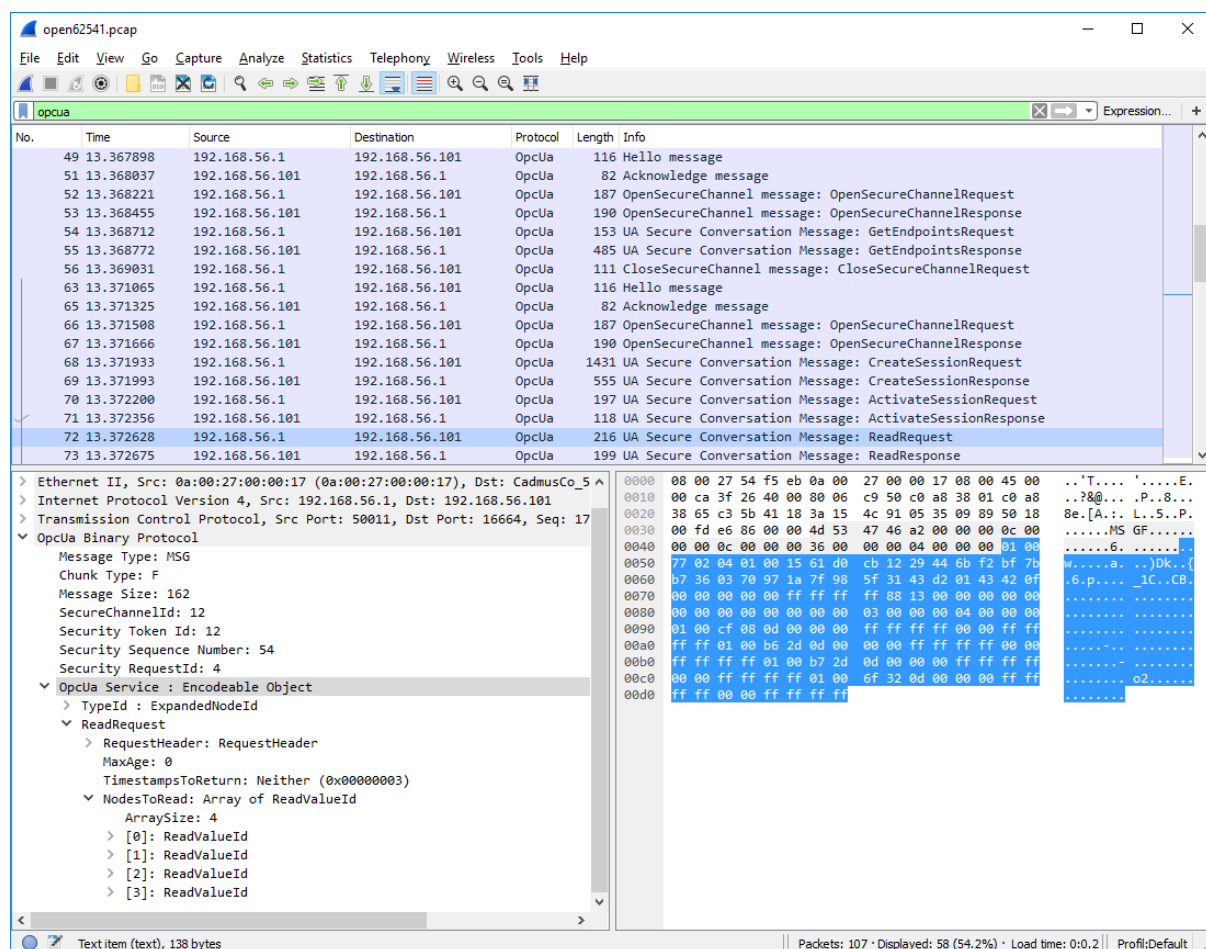 open62541.pcap
File Edit View Go Capture Analyze Statistics Telephony Wireless Tools Help
opcua
Expression... +
No. Time Source Destination Protocol Length Info
49 13.367898 192.168.56.1 192.168.56.101 OpcUa 116 Hello message
51 13.368037 192.168.56.101 192.168.56.1 OpcUa 82 Acknowledge message
52 13.368221 192.168.56.1 192.168.56.101 OpcUa 187 OpenSecureChannel message: OpenSecureChannelRequest
53 13.368455 192.168.56.101 192.168.56.1 OpcUa 190 OpenSecureChannel message: OpenSecureChannelResponse
54 13.368712 192.168.56.1 192.168.56.101 OpcUa 153 UA Secure Conversation Message: GetEndpointsRequest
55 13.368772 192.168.56.101 192.168.56.1 OpcUa 485 UA Secure Conversation Message: GetEndpointsResponse
56 13.369031 192.168.56.1 192.168.56.101 OpcUa 111 CloseSecureChannel message: CloseSecureChannelRequest
63 13.371065 192.168.56.1 192.168.56.101 OpcUa 116 Hello message
65 13.371325 192.168.56.101 192.168.56.1 OpcUa 82 Acknowledge message
66 13.371508 192.168.56.1 192.168.56.101 OpcUa 187 OpenSecureChannel message: OpenSecureChannelRequest
67 13.371666 192.168.56.101 192.168.56.1 OpcUa 190 OpenSecureChannel message: OpenSecureChannelResponse
68 13.371933 192.168.56.1 192.168.56.101 OpcUa 1431 UA Secure Conversation Message: CreateSessionRequest
69 13.371993 192.168.56.101 192.168.56.1 OpcUa 555 UA Secure Conversation Message: CreateSessionResponse
70 13.372200 192.168.56.1 192.168.56.101 OpcUa 197 UA Secure Conversation Message: ActivateSessionRequest
71 13.372356 192.168.56.101 192.168.56.1 OpcUa 118 UA Secure Conversation Message: ActivateSessionResponse
72 13.372628 192.168.56.1 192.168.56.101 OpcUa 216 UA Secure Conversation Message: ReadRequest
73 13.372675 192.168.56.101 192.168.56.1 OpcUa 199 UA Secure Conversation Message: ReadResponse
Ethernet II, Src: 0a:00:27:00:00:17 (0a:00:27:00:00:17), Dst: CadmusCo_5
Internet Protocol Version 4, Src: 192.168.56.1, Dst: 192.168.56.101
Transmission Control Protocol, Src Port: 50011, Dst Port: 16664, Seq: 17
OpcUa Binary Protocol
Message Type: MSG
Chunk Type: F
Message Size: 162
SecureChannelId: 12
Security Token Id: 12
Security Sequence Number: 54
Security RequestId: 4
OpcUa Service : Encodeable Object
TypeId : ExpandedNodeId
ReadRequest
RequestHeader: RequestHeader
MaxAge: 0
TimestampsToReturn: Neither (0x00000003)
NodesToRead: Array of ReadValueId
ArraySize: 4
[0]: ReadValueId
[1]: ReadValueId
[2]: ReadValueId
[3]: ReadValueId
0000 08 00 27 54 f5 eb 0a 00 27 00 00 17 08 00 45 00 ..'T.... '.....E.
0010 00 ca 3f 26 40 00 80 06 c9 50 c0 a8 38 01 c0 a8 ..?&@... .P..8...
0020 38 65 c3 5b 41 18 3a 15 4c 91 05 35 09 89 50 18 8e.[A.:. L..5..P.
0030 00 fd e6 86 00 00 4d 53 47 46 a2 00 00 00 0c 00 ......MS GF......
0040 00 00 0c 00 00 00 36 00 00 00 04 00 00 00 01 00 ......6. ........
0050 77 02 04 01 00 15 61 d0 cb 12 29 44 6b f2 bf 7b w.....a. ..)Dk..{
0060 b7 36 03 70 97 1a 7f 98 5f 31 43 d2 01 43 42 0f .6.p.... _1C..CB.
0070 00 00 00 00 00 ff ff ff ff 88 13 00 00 00 00 00 ........ ........
0080 00 00 00 00 00 00 00 00 03 00 00 00 04 00 00 00 ........ ........
0090 01 00 cf 08 0d 00 00 00 ff ff ff ff 00 00 ff ff ........ ........
00a0 ff ff 01 00 b6 2d 0d 00 00 00 ff ff ff ff 00 00 .....-.. ........
00b0 ff ff ff ff 01 00 b7 2d 0d 00 00 00 ff ff ff ff .......- ........
00c0 00 00 ff ff ff ff 01 00 6f 32 0d 00 00 00 ff ff ........ o2......
00d0 ff ff 00 00 ff ff ff ff ........
Text item (text), 138 bytes
Packets: 107 · Displayed: 58 (54.2%) · Load time: 0:0.2
Profil:Default